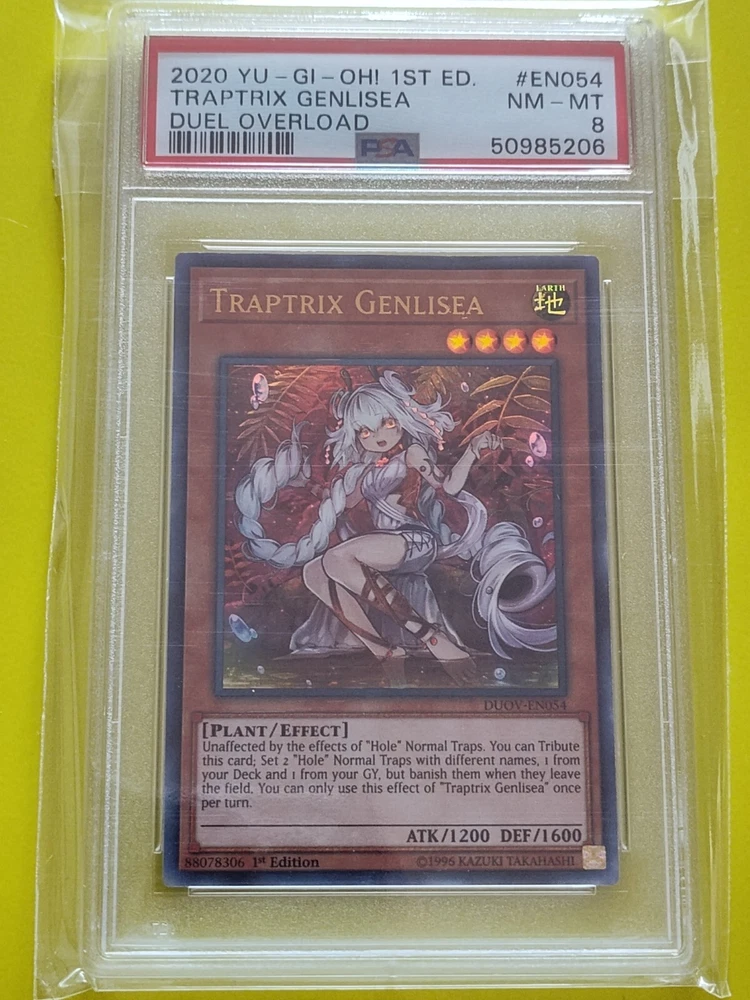 2020 YU-GI-OH! 1ST ED. #EN054
TRAPTRIX GENLISEA NM-MT
DUEL OVERLOAD 8
PSA 50985206
TRAPTRIX GENLISEA
EARTH
地
DUOV-EN054
[PLANT/EFFECT]
Unaffected by the effects of "Hole" Normal Traps. You can Tribute
this card; Set 2 "Hole" Normal Traps with different names, 1 from
your Deck and 1 from your GY, but banish them when they leave
the field. You can only use this effect of "Traptrix Genlisea" once
per turn.
ATK/1200 DEF/1600
88078306 1st Edition ©1996 KAZUKI TAKAHASHI